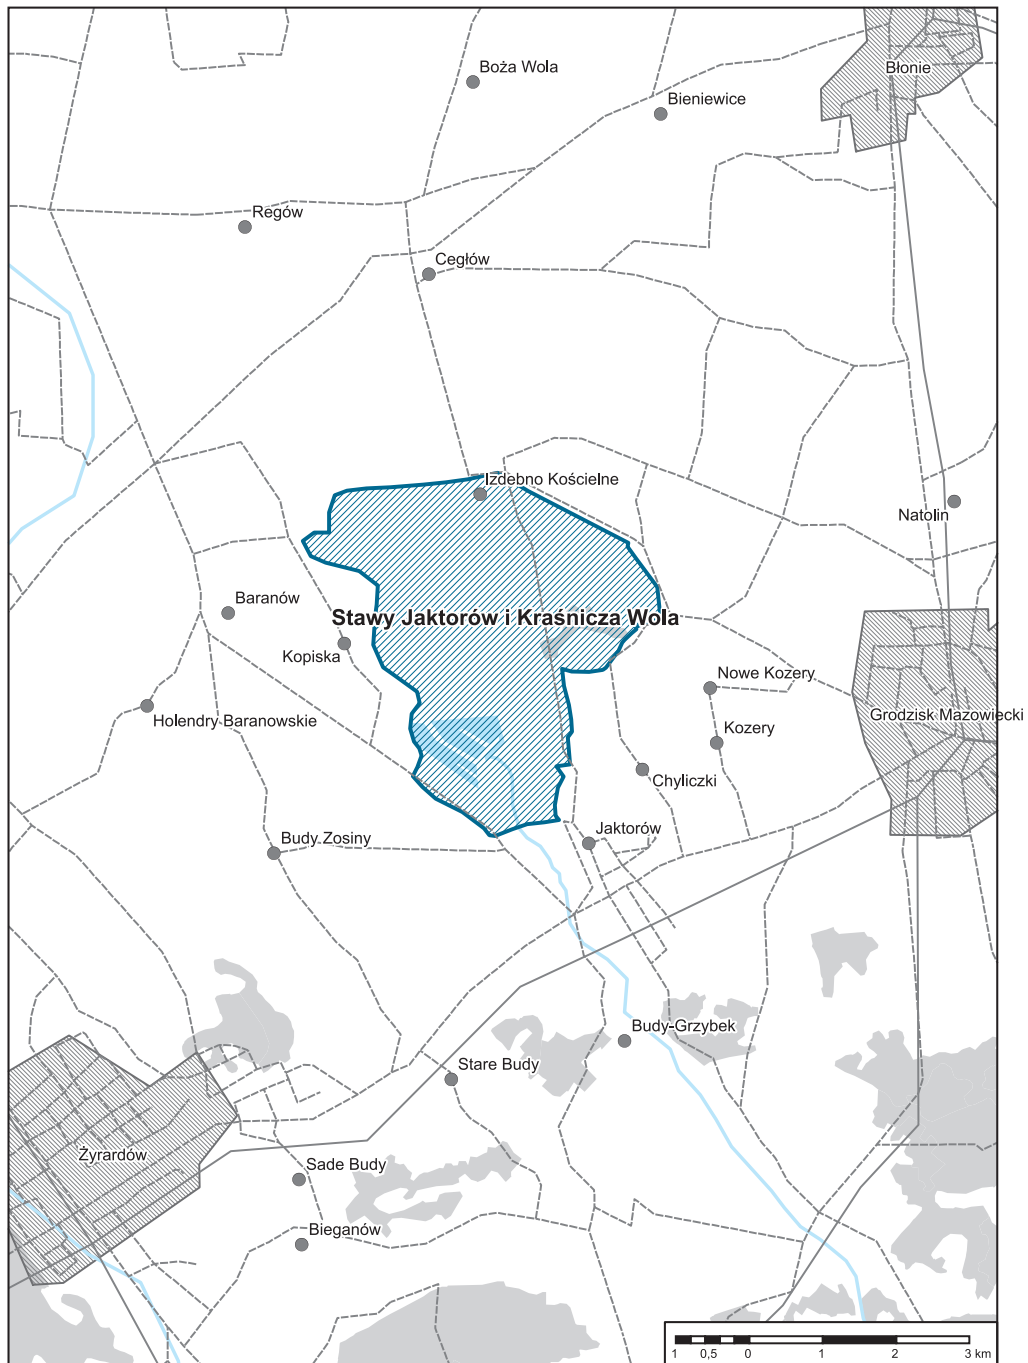 Boża Wola
Błonie
Bieniewice
Regów
Cegłów
Izdebno Kościelne
Natolin
Baranów
Stawy Jaktorów i Kraśnicza Wola
Kopiska
Nowe Kozery
Holendry Baranowskie
Grodzisk Mazowiecki
Kozery
Chyliczki
Jaktorów
Budy Zosiny
Budy-Grzybek
Stare Budy
Żyrardów
Sade Budy
Bieganów
1 0,5 0 1 2 3 km